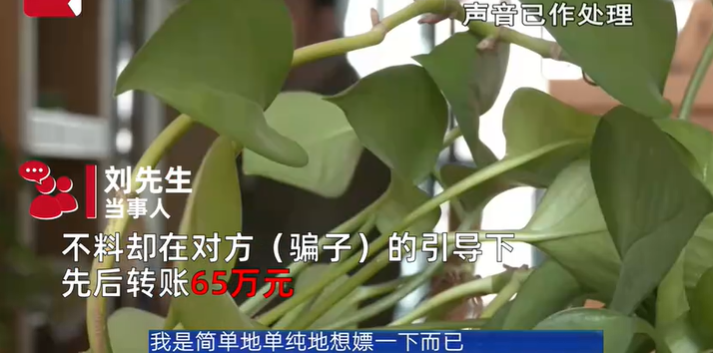 声音已作处理
刘先生
当事人
不料却在对方（骗子）的引导下
先后转账65万元
我是简单地单纯地想嫖一下而已